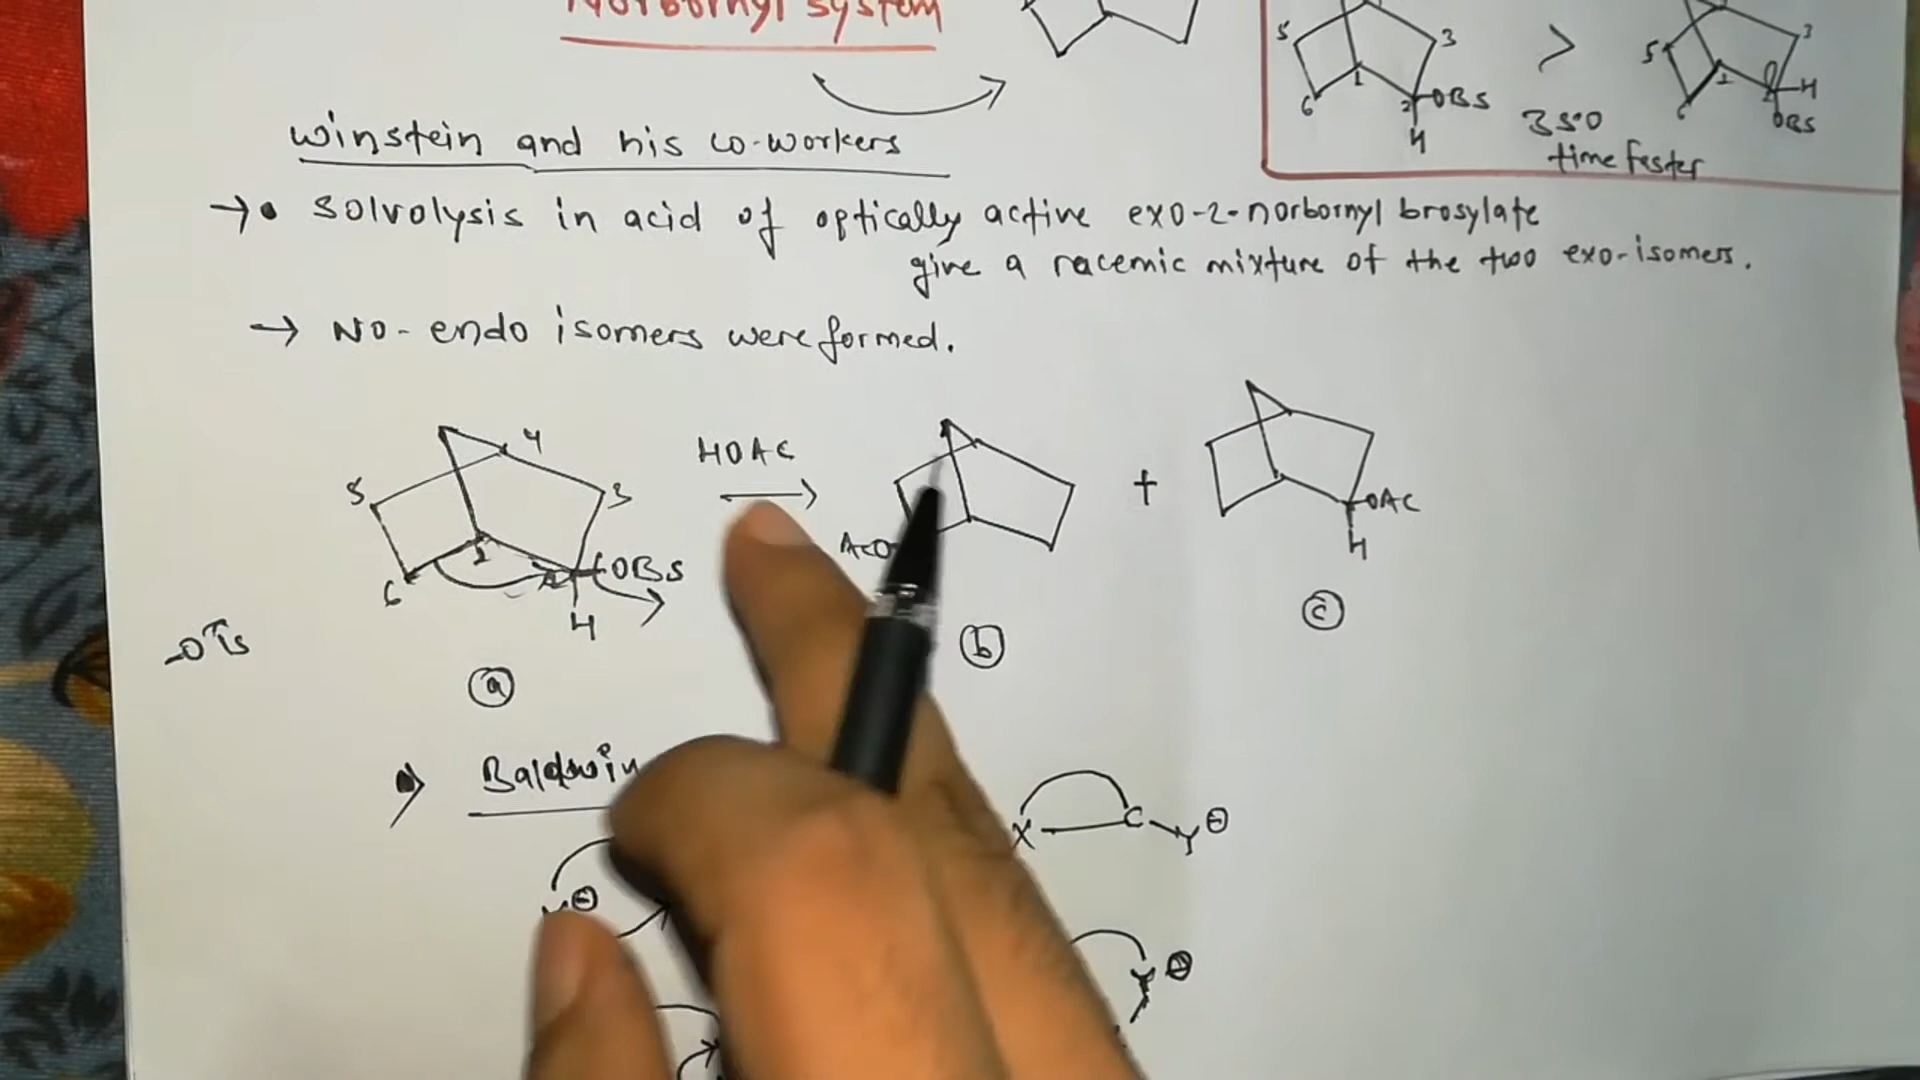 Norbornyl system
5 3
1
6 2 OBS
H
>
350
time fester
5 3
1
6 H
OBS
Winstein and his co-workers
→• Solvolysis in acid of optically active exo-2-norbornyl brosylate
give a racemic mixture of the two exo-isomers.
→ No-endo isomers were formed.
4
5 3
1
6 2 OBS
H
HOAC
→
AcO
+
OAC
H
-OTs
(a)
(b)
(c)
Baldwin
X C Y⊖
⊖
Y⊖